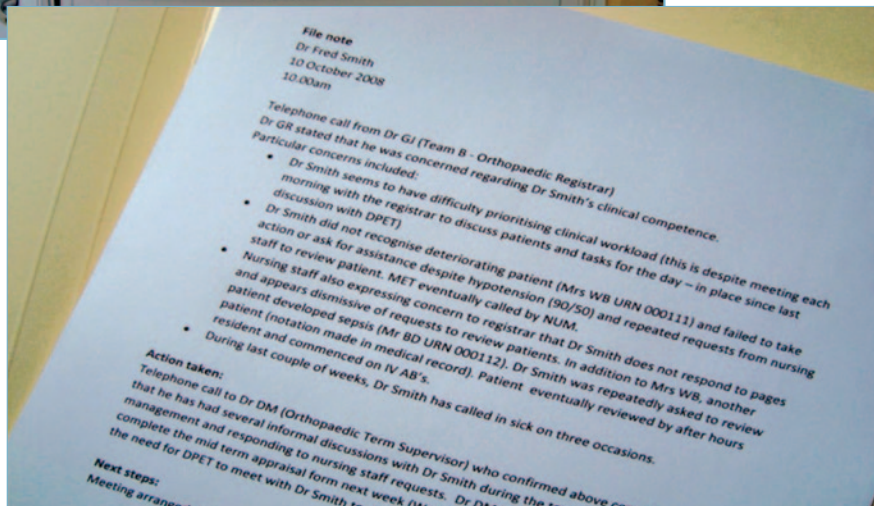 File note
Dr Fred Smith
10 October 2008
10.00am
Telephone call from Dr GJ (Team B - Orthopaedic Registrar)
Dr GR stated that he was concerned regarding Dr Smith's clinical competence.
Particular concerns included:
• Dr Smith seems to have difficulty prioritising clinical workload (this is despite meeting each
morning with the registrar to discuss patients and tasks for the day – in place since last
discussion with DPET)
• Dr Smith did not recognise deteriorating patient (Mrs WB URN 000111) and failed to take
action or ask for assistance despite hypotension (90/50) and repeated requests from nursing
staff to review patient. MET eventually called by NUM.
• Nursing staff also expressing concern to registrar that Dr Smith does not respond to pages
and appears dismissive of requests to review patients. In addition to Mrs WB, another
patient developed sepsis (Mr BD URN 000112). Dr Smith was repeatedly asked to review
patient (notation made in medical record). Patient eventually reviewed by after hours
resident and commenced on IV AB's.
• During last couple of weeks, Dr Smith has called in sick on three occasions.
Action taken:
Telephone call to Dr DM (Orthopaedic Term Supervisor) who confirmed above
that he has had several informal discussions with Dr Smith during the
management and responding to nursing staff requests. Dr
complete the mid term appraisal form next week
the need for DPET to meet with Dr Smith
Next steps:
Meeting